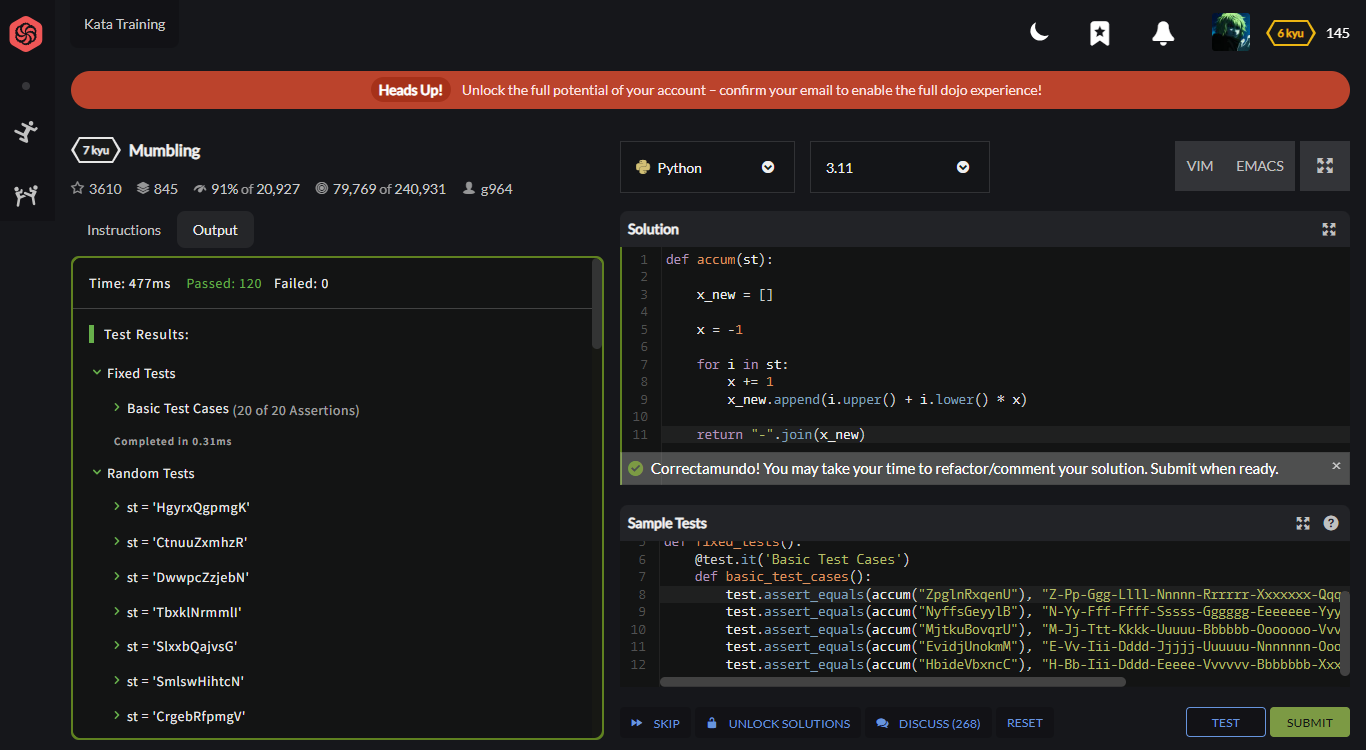 Kata Training
6 kyu 145
Heads Up! Unlock the full potential of your account – confirm your email to enable the full dojo experience!
7 kyu Mumbling
3610 845 91% of 20,927 79,769 of 240,931 g964
Instructions Output
Time: 477ms Passed: 120 Failed: 0
Test Results:
Fixed Tests
Basic Test Cases (20 of 20 Assertions)
Completed in 0.31ms
Random Tests
st = 'HgyrxQgpmgK'
st = 'CtnuuZxmhzR'
st = 'DwwpcZzjebN'
st = 'TbxklNrmmlI'
st = 'SlxxbQajvsG'
st = 'SmlswHihtcN'
st = 'CrgebRfpmgV'
Python 3.11 VIM EMACS
Solution
1 def accum(st):
2
3 x_new = []
4
5 x = -1
6
7 for i in st:
8 x += 1
9 x_new.append(i.upper() + i.lower() * x)
10
11 return "-".join(x_new)
Correctamundo! You may take your time to refactor/comment your solution. Submit when ready. ×
Sample Tests ?
5 def fixed_tests():
6 @test.it('Basic Test Cases')
7 def basic_test_cases():
8 test.assert_equals(accum("ZpglnRxqenU"), "Z-Pp-Ggg-Llll-Nnnnn-Rrrrrr-Xxxxxxx-Qqq
9 test.assert_equals(accum("NyffsGeyylB"), "N-Yy-Fff-Ffff-Sssss-Gggggg-Eeeeeee-Yyy
10 test.assert_equals(accum("MjtkuBovqrU"), "M-Jj-Ttt-Kkkk-Uuuuu-Bbbbbb-Ooooooo-Vvv
11 test.assert_equals(accum("EvidjUnokmM"), "E-Vv-Iii-Dddd-Jjjjj-Uuuuuu-Nnnnnnn-Ooo
12 test.assert_equals(accum("HbideVbxncC"), "H-Bb-Iii-Dddd-Eeeee-Vvvvvv-Bbbbbbb-Xxx
SKIP UNLOCK SOLUTIONS DISCUSS (268) RESET TEST SUBMIT